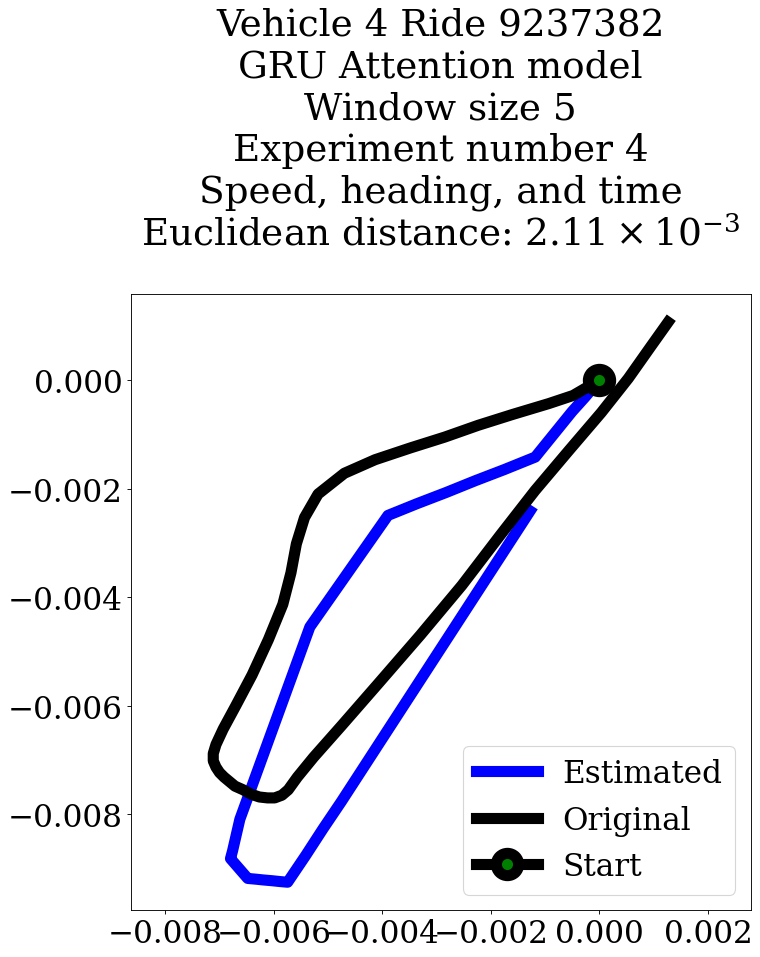 Vehicle 4 Ride 9237382
GRU Attention model
Window size 5
Experiment number 4
Speed, heading, and time
Euclidean distance: 2.11 × 10⁻³
0.000
−0.002
−0.004
−0.006
−0.008
Estimated
Original
Start
−0.008 −0.006 −0.004 −0.002 0.000 0.002